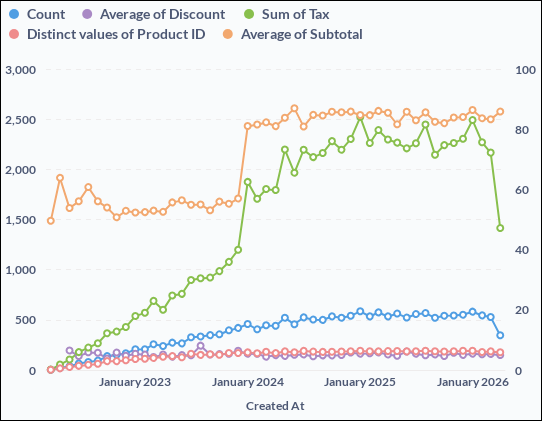 Count Average of Discount Sum of Tax
Distinct values of Product ID Average of Subtotal
3,000 100
2,500 80
2,000
60
1,500
40
1,000
20
500
0 0
January 2023 January 2024 January 2025 January 2026
Created At